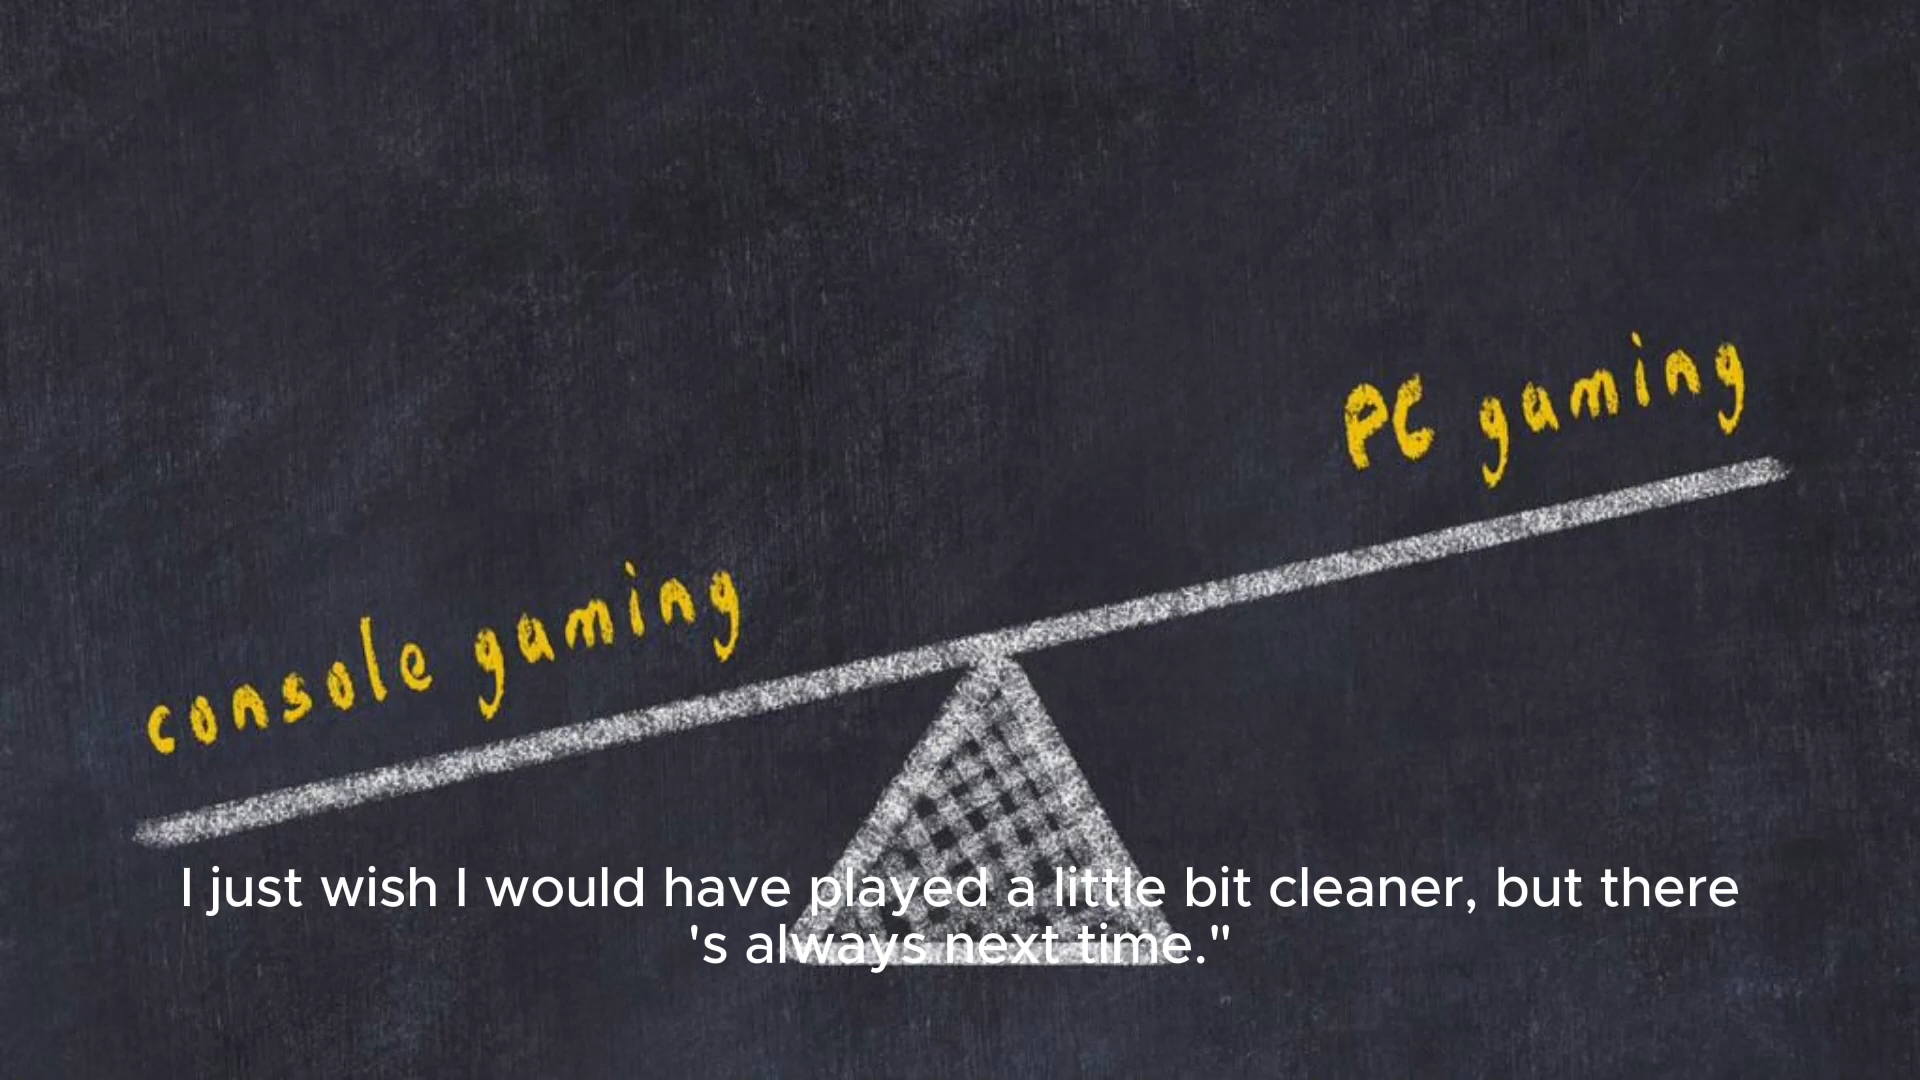 PC gaming
console gaming
I just wish I would have played a little bit cleaner, but there
's always next time."